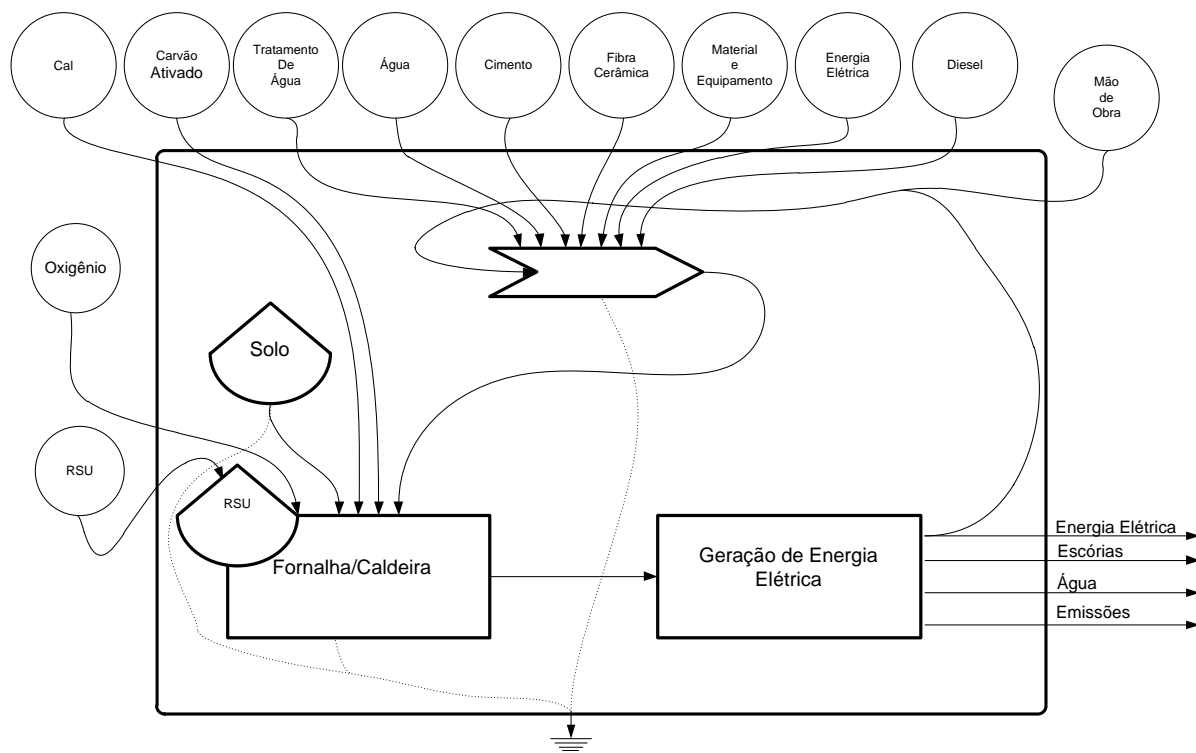 Cal
Carvão
Ativado
Tratamento
De
Água
Água
Cimento
Fibra
Cerâmica
Material
e
Equipamento
Energia
Elétrica
Diesel
Mão
de
Obra
Oxigênio
Solo
RSU
RSU
Fornalha/Caldeira
Geração de Energia
Elétrica
Energia Elétrica
Escórias
Água
Emissões